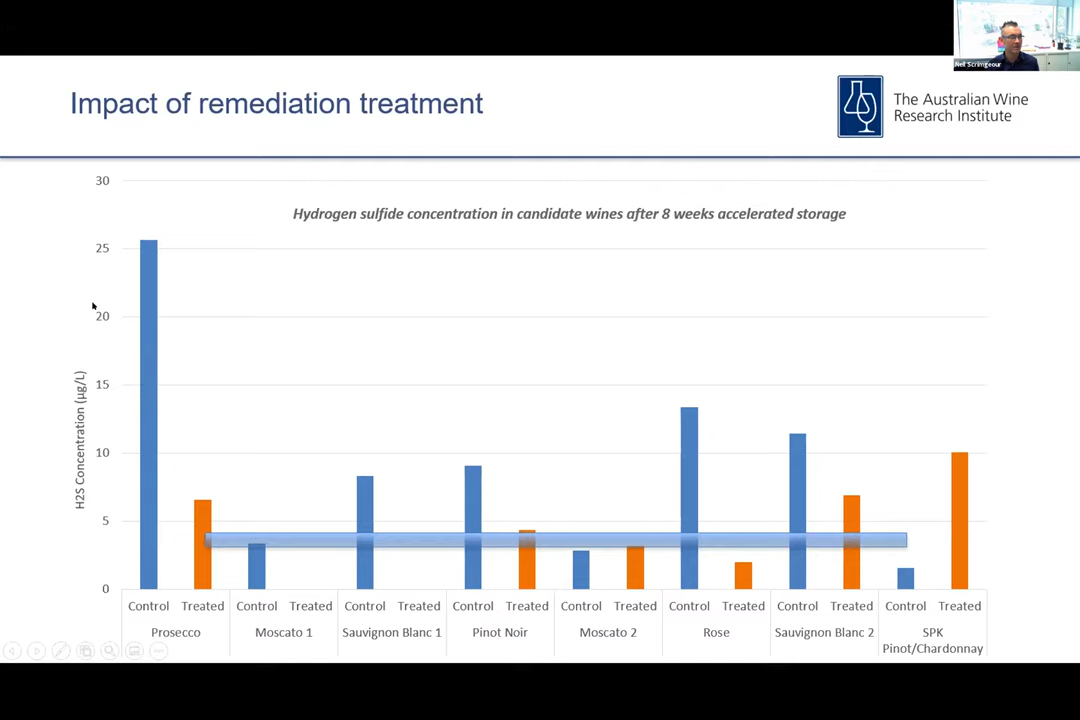 Neil Scrimgeour
Impact of remediation treatment
The Australian Wine
Research Institute
Hydrogen sulfide concentration in candidate wines after 8 weeks accelerated storage
H2S Concentration (µg/L)
30
25
20
15
10
5
0
Control Treated Control Treated Control Treated Control Treated Control Treated Control Treated Control Treated Control Treated
Prosecco Moscato 1 Sauvignon Blanc 1 Pinot Noir Moscato 2 Rose Sauvignon Blanc 2 SPK
Pinot/Chardonnay